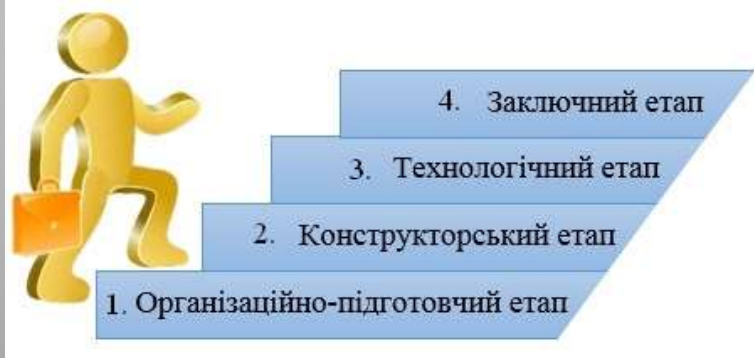 4. Заключний етап
3. Технологічний етап
2. Конструкторський етап
1. Організаційно-підготовчий етап